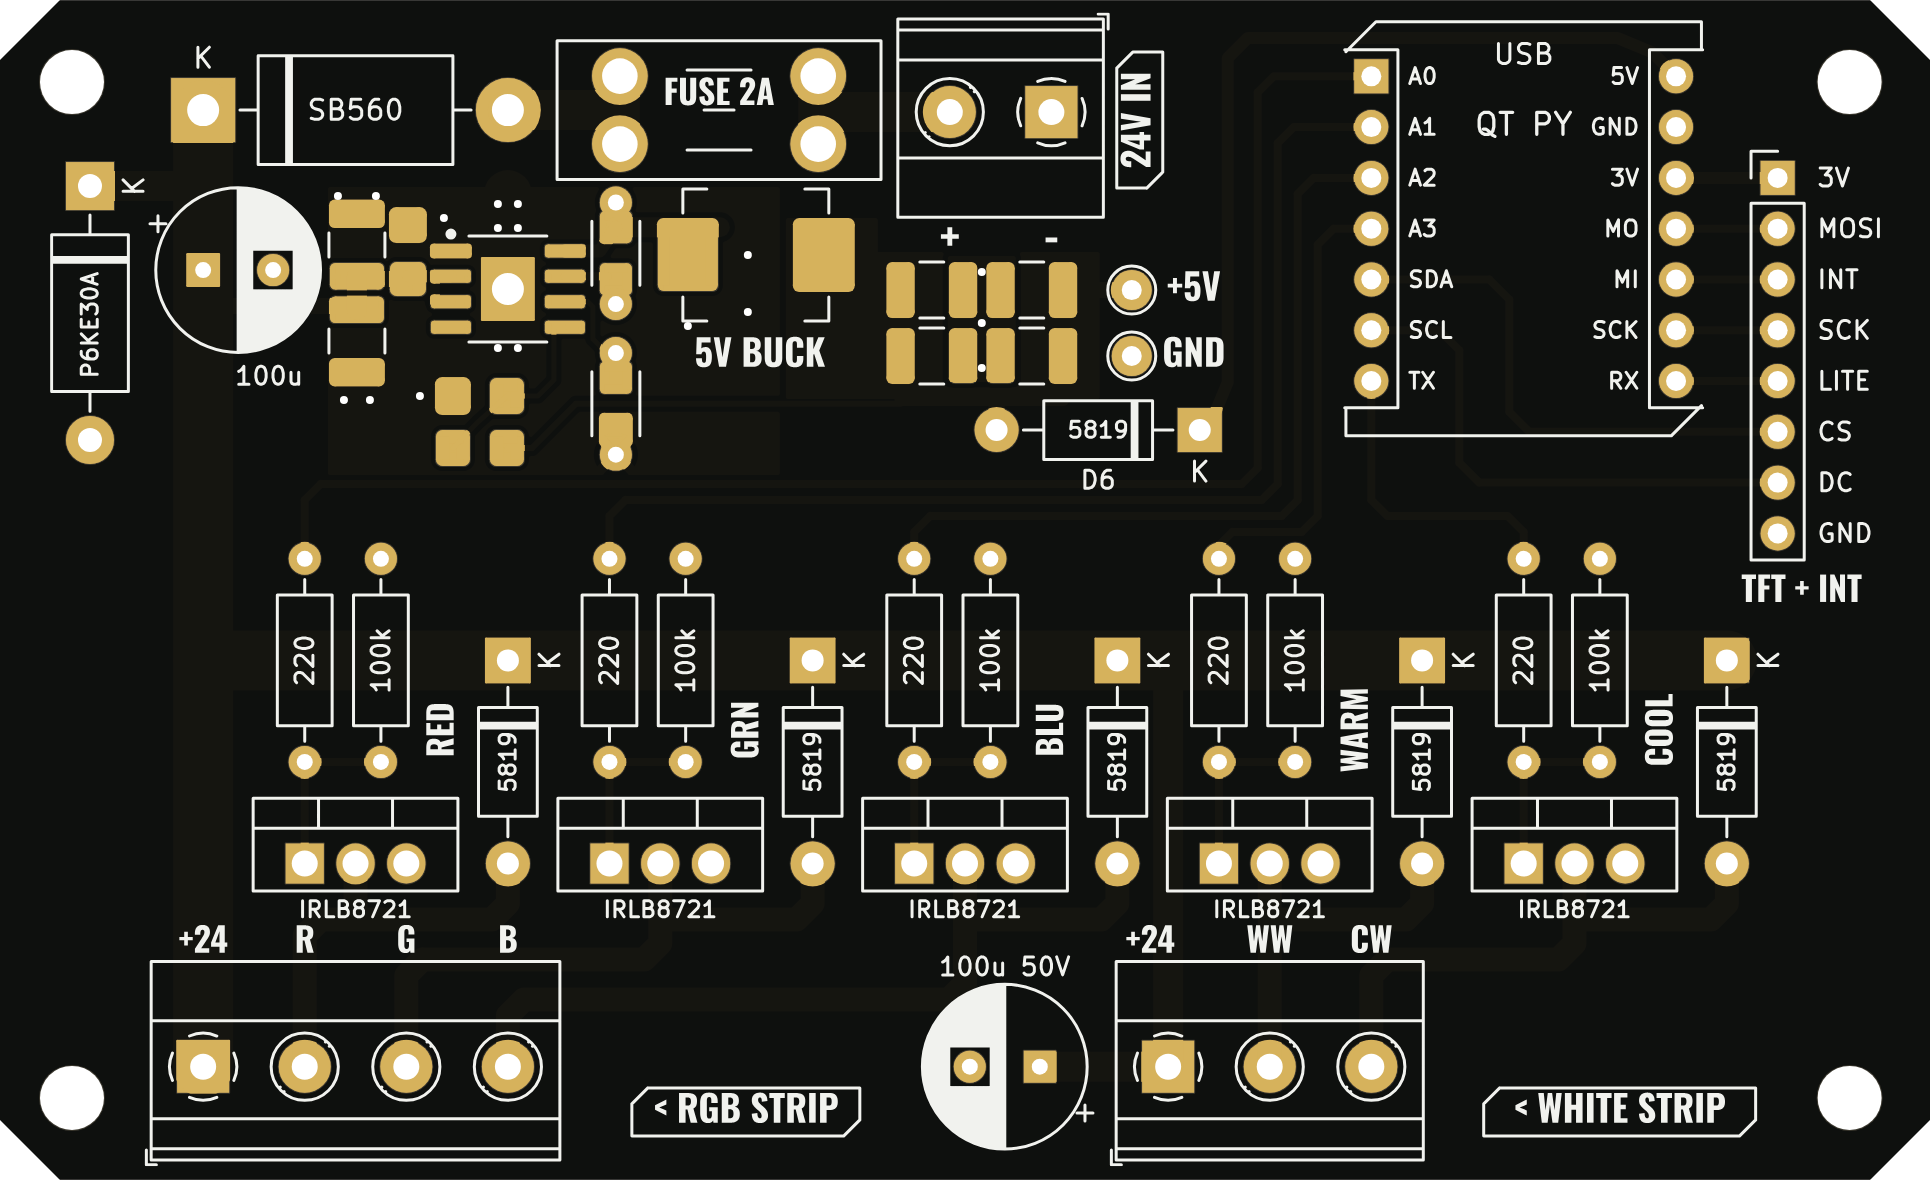 K
SB560
FUSE 2A
24V IN
USB
QT PY
A0
A1
A2
A3
SDA
SCL
TX
5V
GND
3V
MO
MI
SCK
RX
3V
MOSI
INT
SCK
LITE
CS
DC
GND
TFT + INT
K
P6KE30A
+
100u
5V BUCK
+ -
+5V
GND
5819
D6
K
220
100k
RED
K
5819
IRLB8721
220
100k
GRN
K
5819
IRLB8721
220
100k
BLU
K
5819
IRLB8721
220
100k
WARM
K
5819
IRLB8721
220
100k
COOL
K
5819
IRLB8721
+24 R G B
100u 50V
+
+24 WW CW
< RGB STRIP
< WHITE STRIP